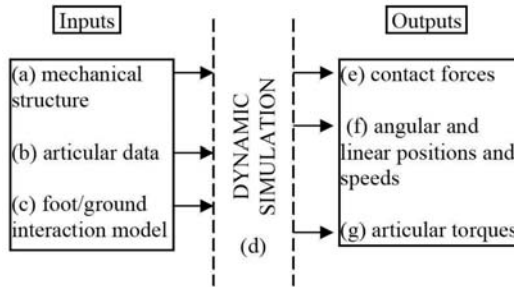 Inputs
(a) mechanical
structure
(b) articular data
(c) foot/ground
interaction model
DYNAMIC
SIMULATION
(d)
Outputs
(e) contact forces
(f) angular and
linear positions and
speeds
(g) articular torques